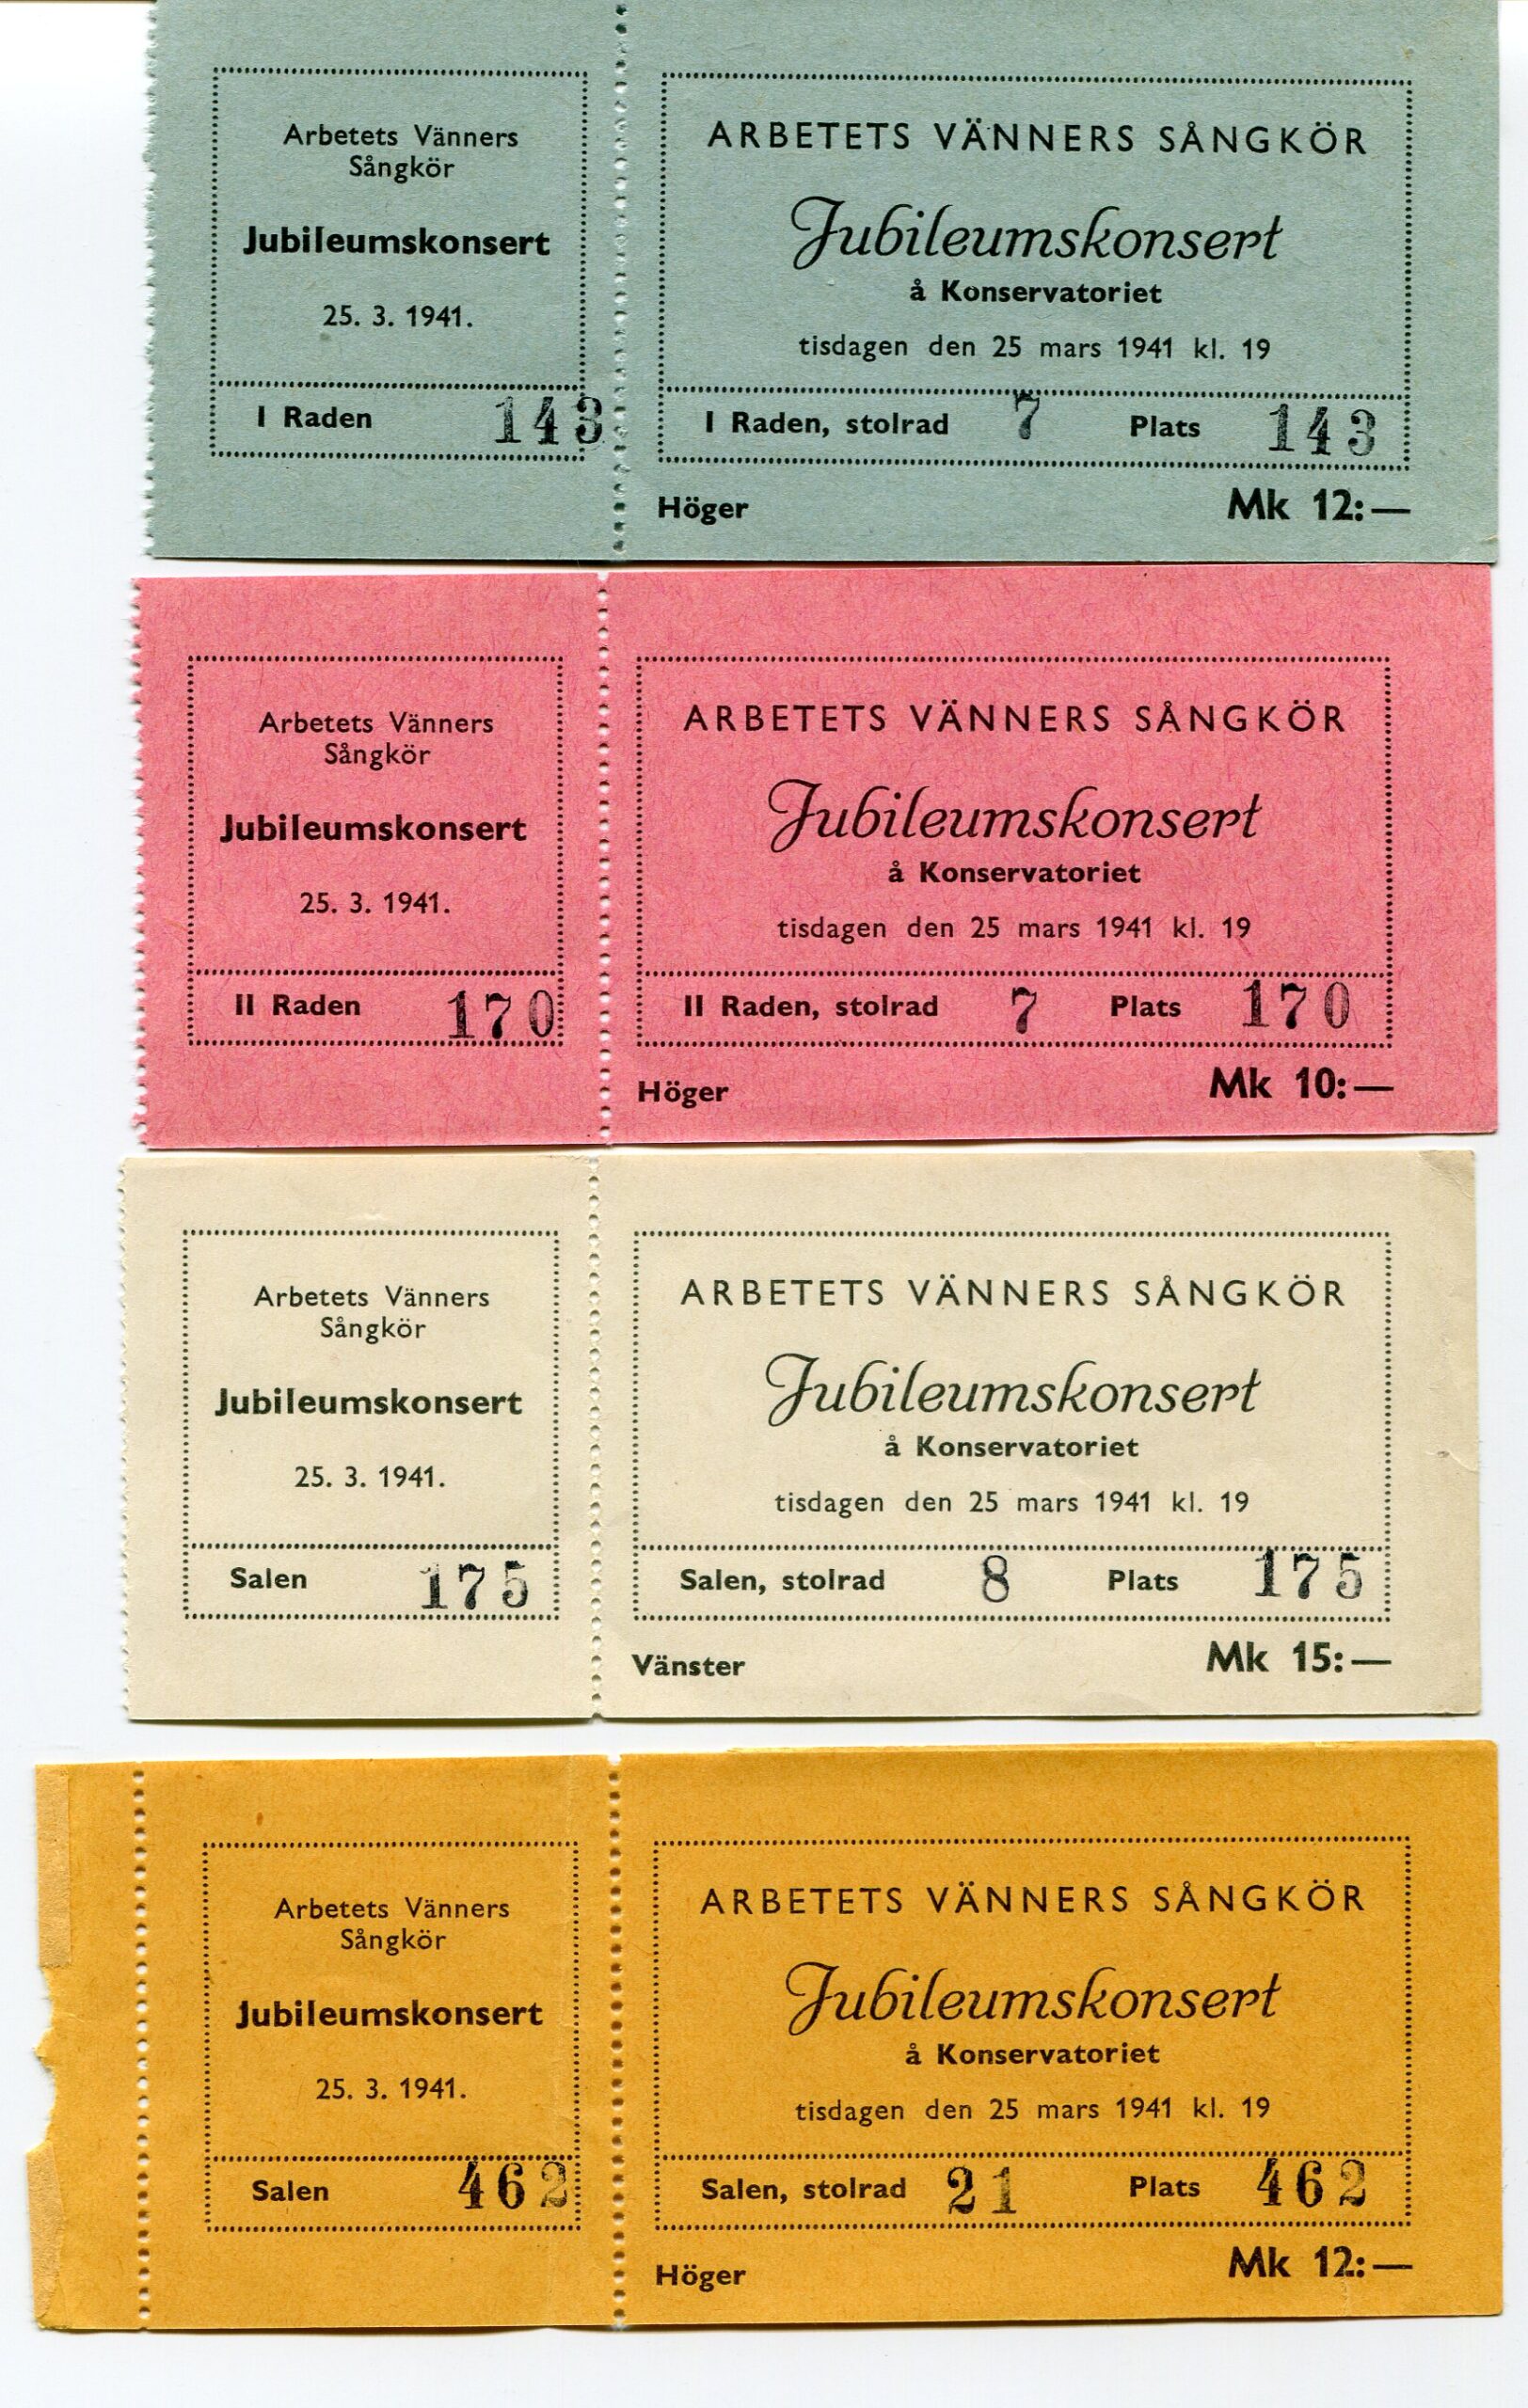 Arbetets Vänners
Sångkör
Jubileumskonsert
25. 3. 1941.
I Raden 143
ARBETETS VÄNNERS SÅNGKÖR
Jubileumskonsert
å Konservatoriet
tisdagen den 25 mars 1941 kl. 19
I Raden, stolrad 7 Plats 143
Höger Mk 12:—
Arbetets Vänners
Sångkör
Jubileumskonsert
25. 3. 1941.
II Raden 170
ARBETETS VÄNNERS SÅNGKÖR
Jubileumskonsert
å Konservatoriet
tisdagen den 25 mars 1941 kl. 19
II Raden, stolrad 7 Plats 170
Höger Mk 10:—
Arbetets Vänners
Sångkör
Jubileumskonsert
25. 3. 1941.
Salen 175
ARBETETS VÄNNERS SÅNGKÖR
Jubileumskonsert
å Konservatoriet
tisdagen den 25 mars 1941 kl. 19
Salen, stolrad 8 Plats 175
Vänster Mk 15:—
Arbetets Vänners
Sångkör
Jubileumskonsert
25. 3. 1941.
Salen 462
ARBETETS VÄNNERS SÅNGKÖR
Jubileumskonsert
å Konservatoriet
tisdagen den 25 mars 1941 kl. 19
Salen, stolrad 21 Plats 462
Höger Mk 12:—